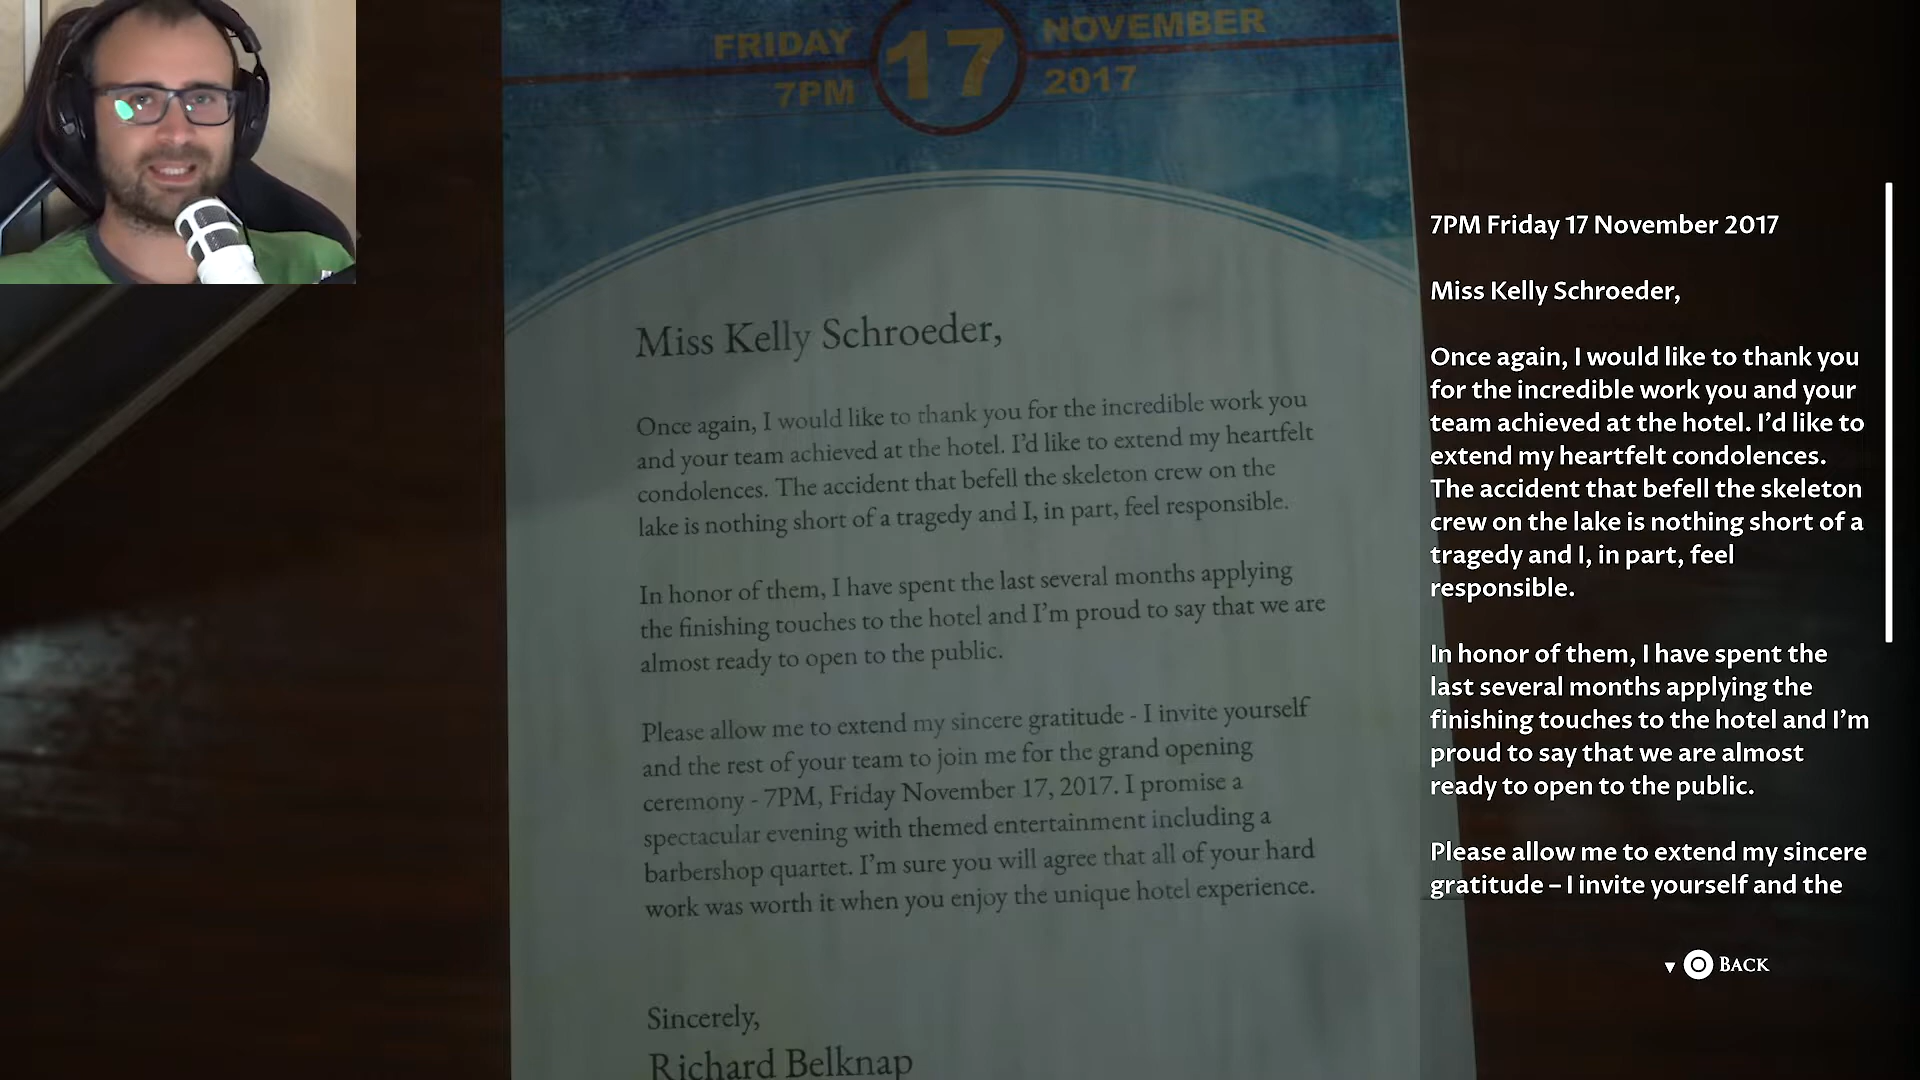 FRIDAY 17 NOVEMBER
7PM 2017
Miss Kelly Schroeder,
Once again, I would like to thank you for the incredible work you
and your team achieved at the hotel. I'd like to extend my heartfelt
condolences. The accident that befell the skeleton crew on the
lake is nothing short of a tragedy and I, in part, feel responsible.
In honor of them, I have spent the last several months applying
the finishing touches to the hotel and I'm proud to say that we are
almost ready to open to the public.
Please allow me to extend my sincere gratitude - I invite yourself
and the rest of your team to join me for the grand opening
ceremony - 7PM, Friday November 17, 2017. I promise a
spectacular evening with themed entertainment including a
barbershop quartet. I'm sure you will agree that all of your hard
work was worth it when you enjoy the unique hotel experience.
Sincerely,
Richard Belknap
7PM Friday 17 November 2017
Miss Kelly Schroeder,
Once again, I would like to thank you
for the incredible work you and your
team achieved at the hotel. I'd like to
extend my heartfelt condolences.
The accident that befell the skeleton
crew on the lake is nothing short of a
tragedy and I, in part, feel
responsible.
In honor of them, I have spent the
last several months applying the
finishing touches to the hotel and I'm
proud to say that we are almost
ready to open to the public.
Please allow me to extend my sincere
gratitude – I invite yourself and the
BACK